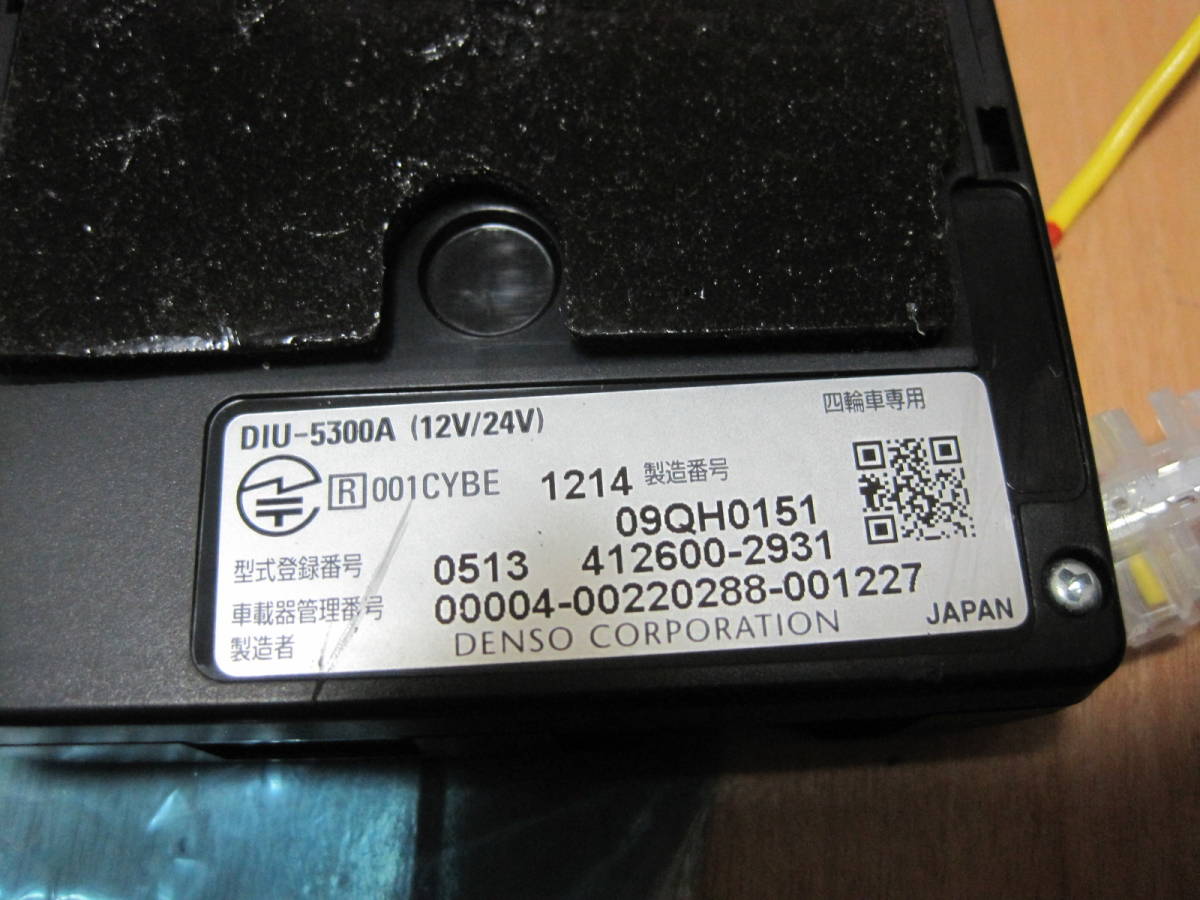 DIU-5300A (12V/24V) 四輪車専用
R 001CYBE 1214 製造番号
09QH0151
型式登録番号 0513 412600-2931
車載器管理番号 00004-00220288-001227
製造者 DENSO CORPORATION JAPAN